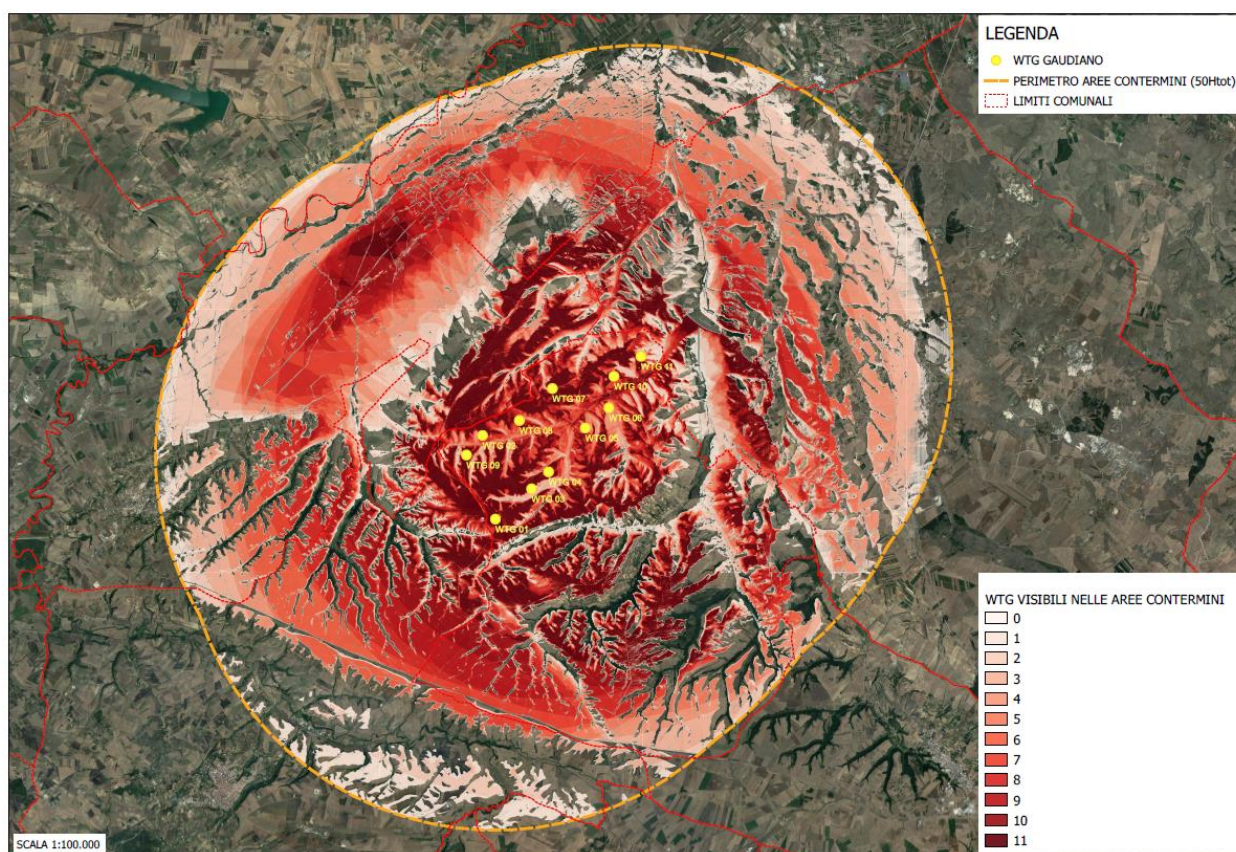 LEGENDA
WTG GAUDIANO
PERIMETRO AREE CONTERMINI (50Htot)
LIMITI COMUNALI
WTG 11
WTG 10
WTG 07
WTG 06
WTG 08
WTG 05
WTG 02
WTG 09
WTG 04
WTG 03
WTG 01
WTG VISIBILI NELLE AREE CONTERMINI
0
1
2
3
4
5
6
7
8
9
10
11
SCALA 1:100.000